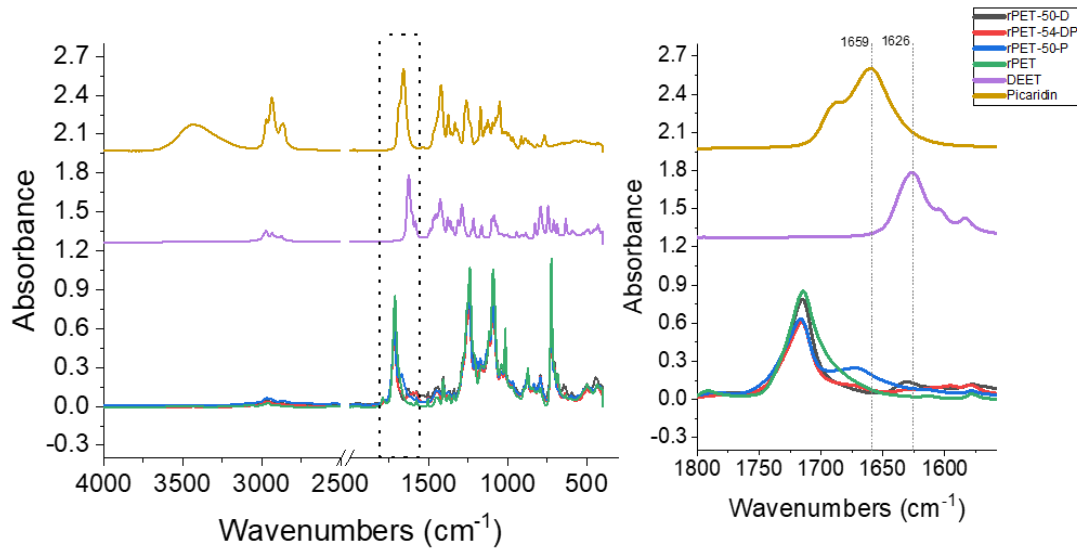 rPET-50-D
rPET-54-DP
rPET-50-P
rPET
DEET
Picaridin
1659 1626
2.7
2.4
2.1
1.8
1.5
1.2
0.9
0.6
0.3
0.0
-0.3
Absorbance
4000 3500 3000 2500 1500 1000 500
Wavenumbers (cm⁻¹)
2.7
2.4
2.1
1.8
1.5
1.2
0.9
0.6
0.3
0.0
-0.3
Absorbance
1800 1750 1700 1650 1600
Wavenumbers (cm⁻¹)